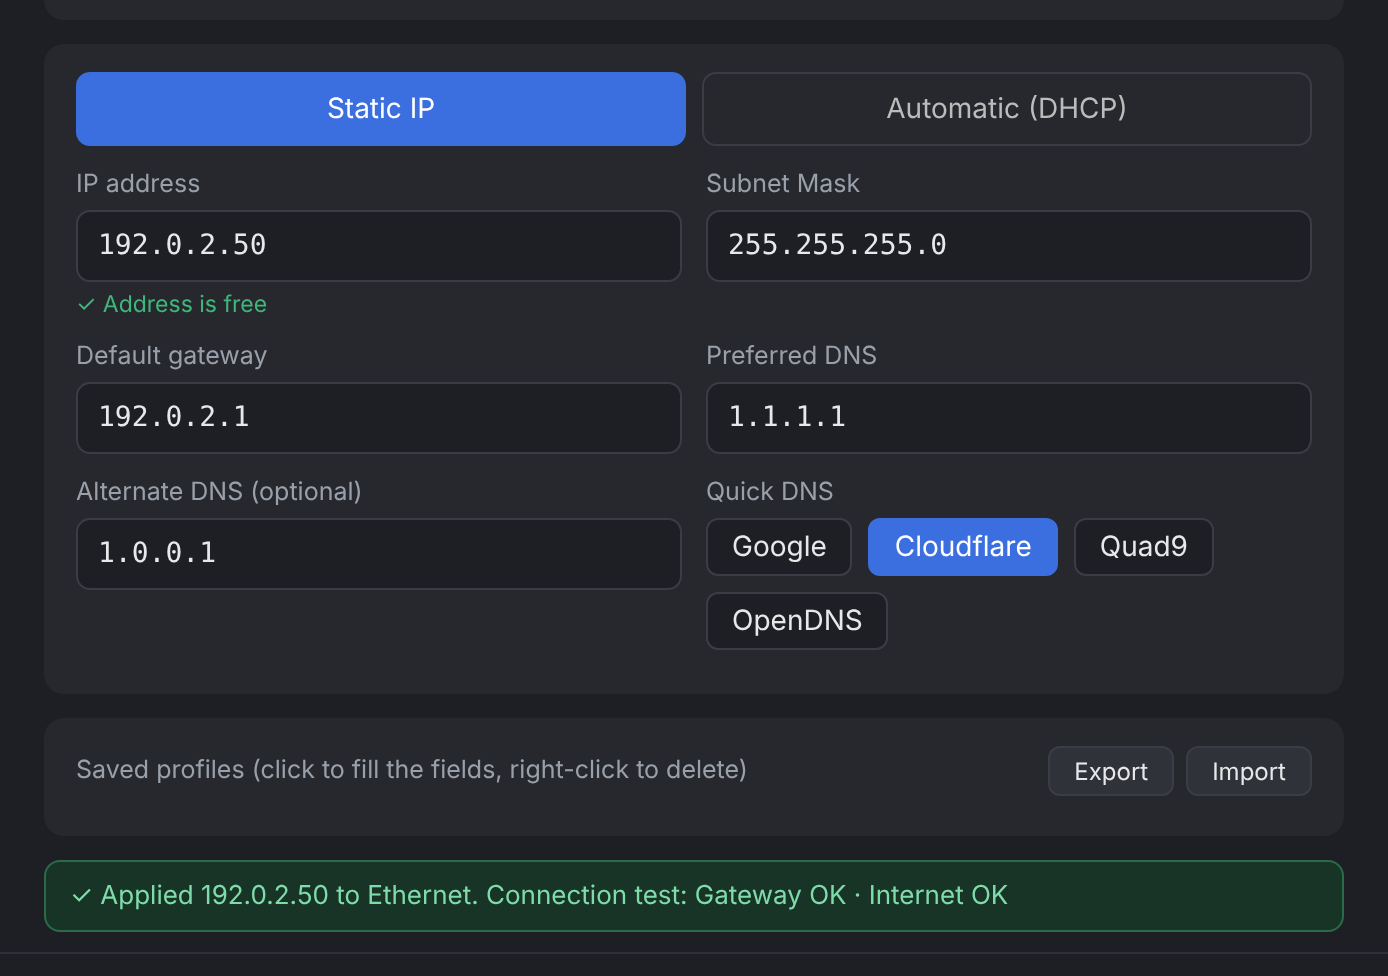 Static IP
Automatic (DHCP)
IP address
Subnet Mask
192.0.2.50
255.255.255.0
✓ Address is free
Default gateway
Preferred DNS
192.0.2.1
1.1.1.1
Alternate DNS (optional)
Quick DNS
1.0.0.1
Google
Cloudflare
Quad9
OpenDNS
Saved profiles (click to fill the fields, right-click to delete)
Export
Import
✓ Applied 192.0.2.50 to Ethernet. Connection test: Gateway OK · Internet OK